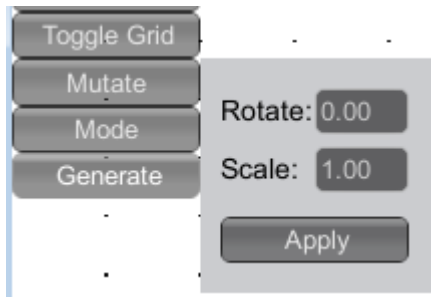 Toggle Grid
Mutate
Mode
Generate
Rotate: 0.00
Scale: 1.00
Apply